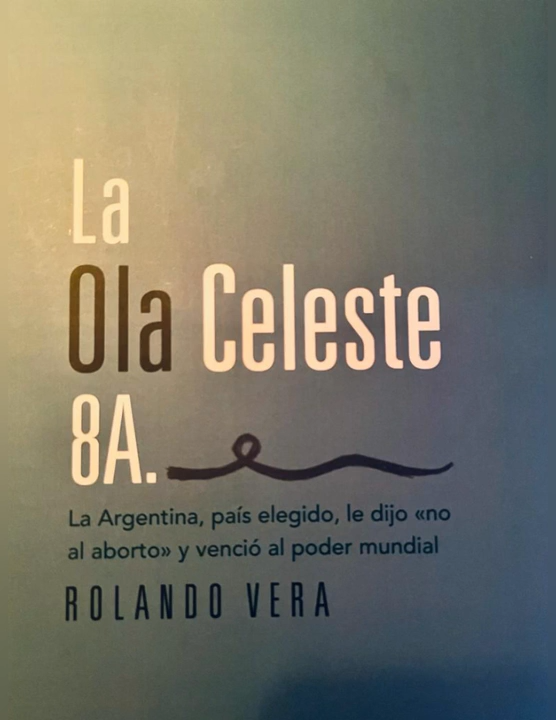 La
Ola Celeste
8A.
La Argentina, país elegido, le dijo «no
al aborto» y venció al poder mundial
ROLANDO VERA